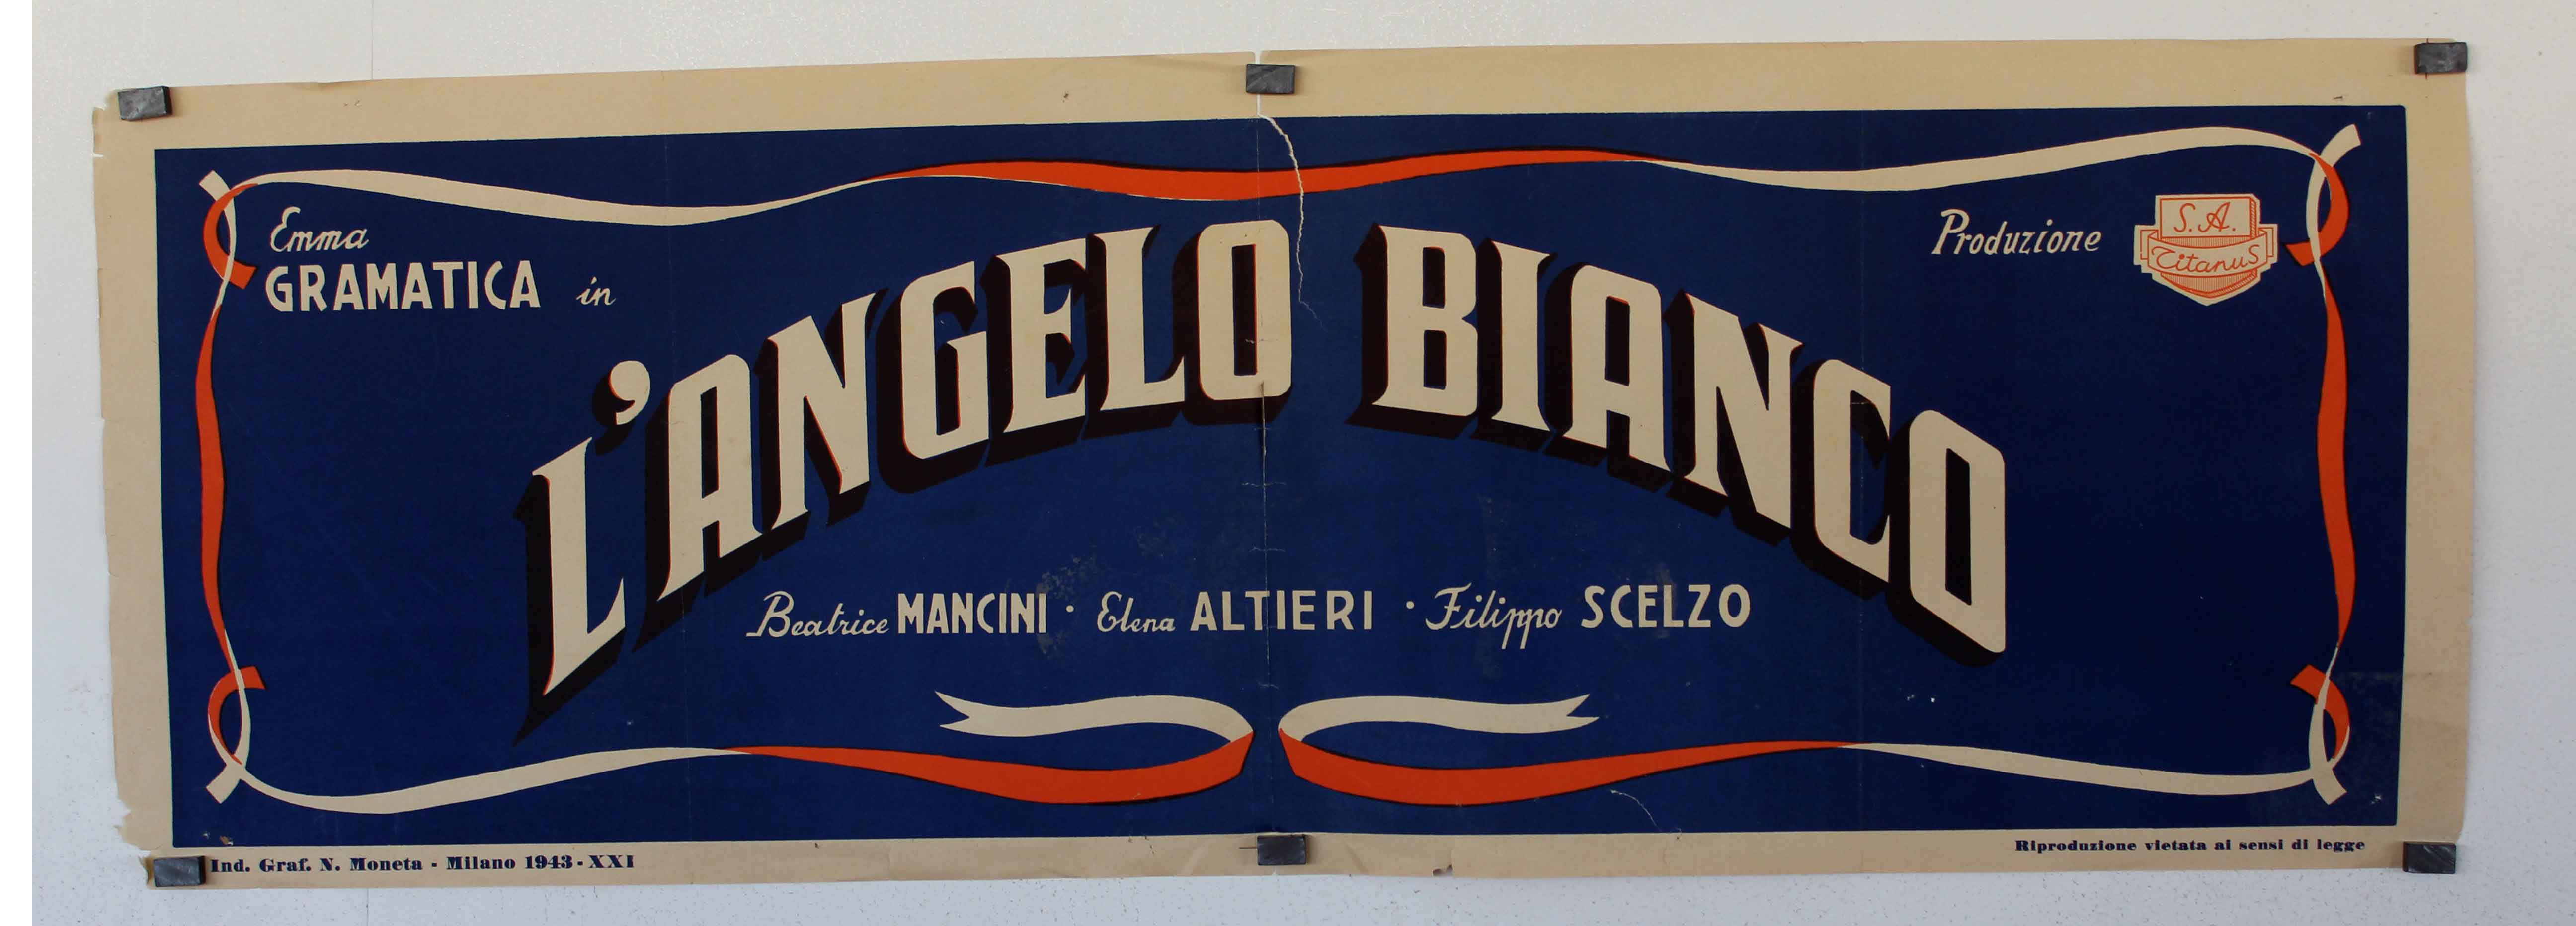 Emma
GRAMATICA in
Produzione
S.A.
Titanus
L'ANGELO BIANCO
Beatrice MANCINI · Elena ALTIERI · Filippo SCELZO
Ind. Graf. N. Moneta - Milano 1943-XXI
Riproduzione vietata ai sensi di legge